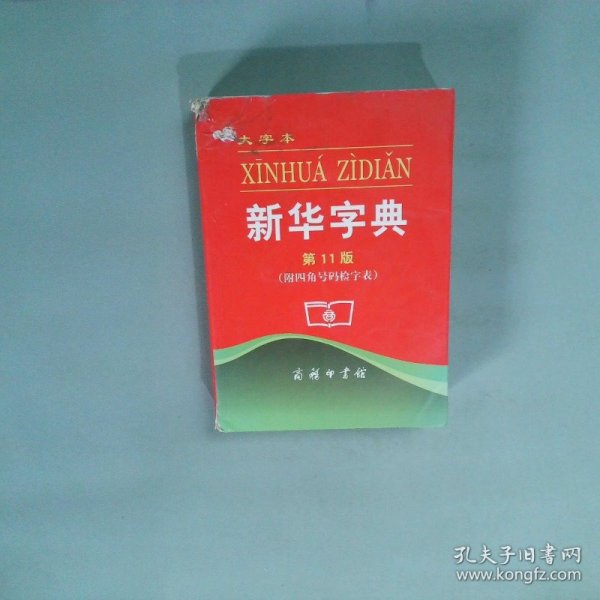 大字本
XĪNHUÁ ZÌDIǍN
新华字典
第11版
(附四角号码检字表)
商务印书馆
孔夫子旧书网
www.kongfz.com